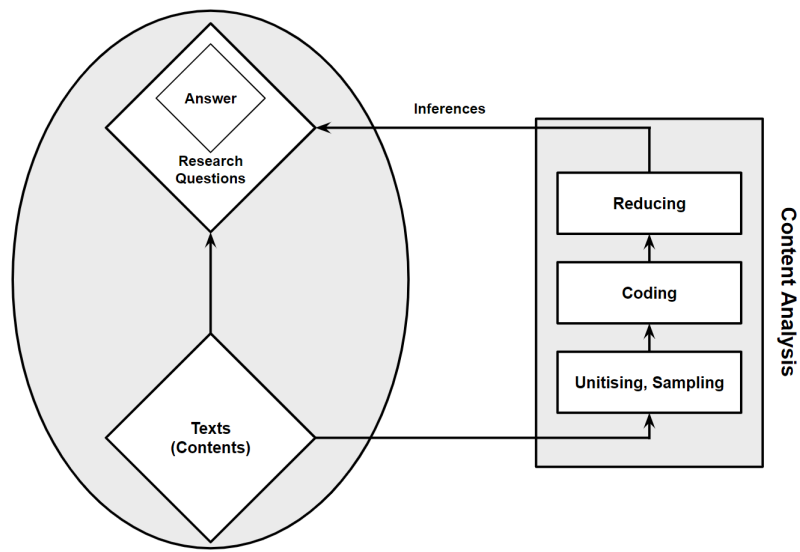 Answer
Research
Questions
Inferences
Reducing
Coding
Unitising, Sampling
Content Analysis
Texts
(Contents)